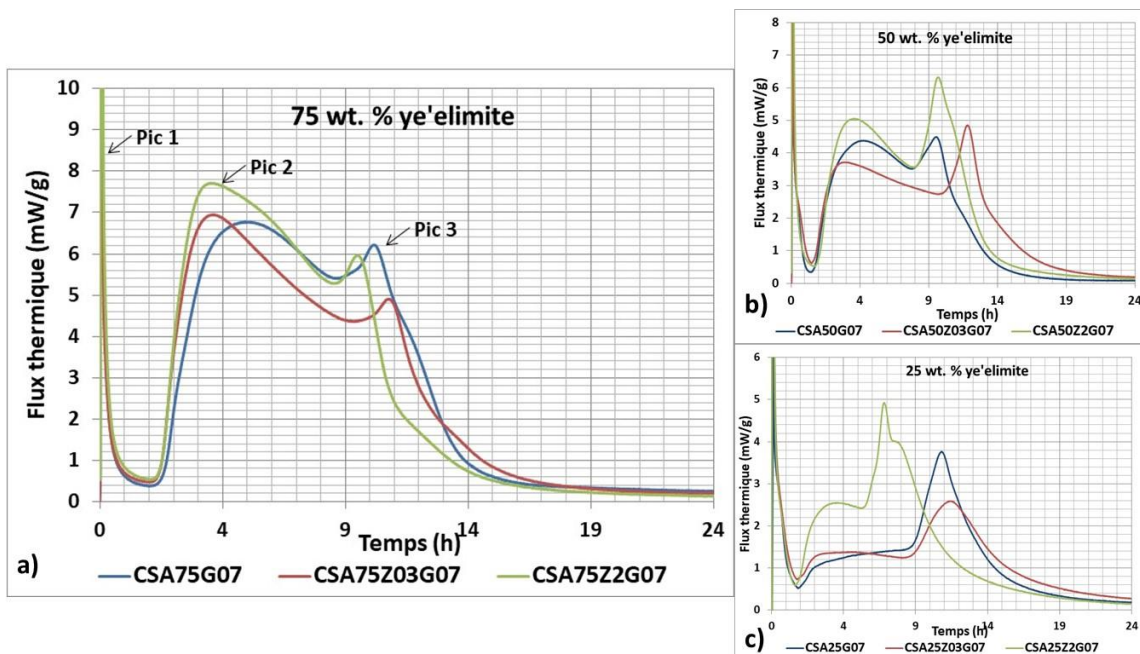 75 wt. % ye'elimite
Flux thermique (mW/g)
10
9
8
7
6
5
4
3
2
1
0
Pic 1
Pic 2
Pic 3
0 4 9 14 19 24
Temps (h)
a)
CSA75G07 CSA75Z03G07 CSA75Z2G07
50 wt. % ye'elimite
Flux thermique (mW/g)
8
7
6
5
4
3
2
1
0
0 4 9 14 19 24
Temps (h)
b)
CSA50G07 CSA50Z03G07 CSA50Z2G07
25 wt. % ye'elimite
Flux thermique (mW/g)
6
5
4
3
2
1
0
0 4 9 14 19 24
Temps (h)
c)
CSA25G07 CSA25Z03G07 CSA25Z2G07